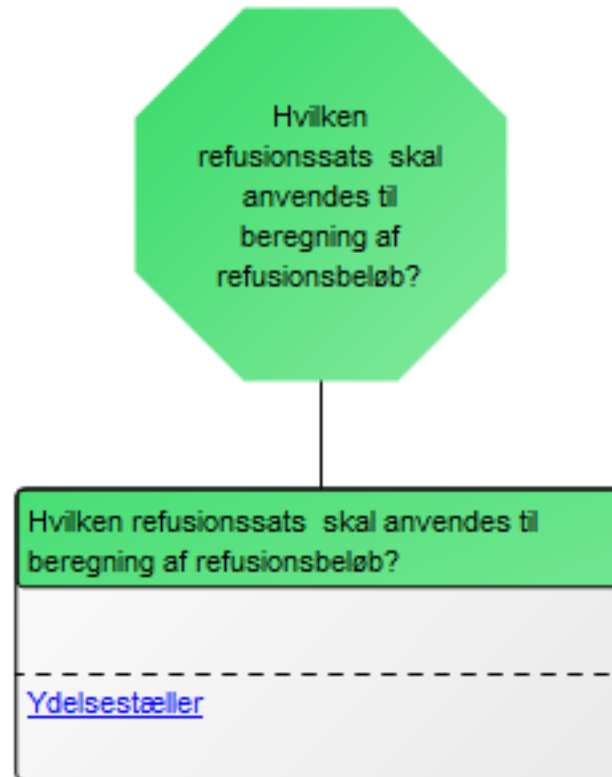 Hvilken
refusionssats  skal
anvendes til
beregning af
refusionsbeløb?
Hvilken refusionssats  skal anvendes til
beregning af refusionsbeløb?
Ydelsestæller